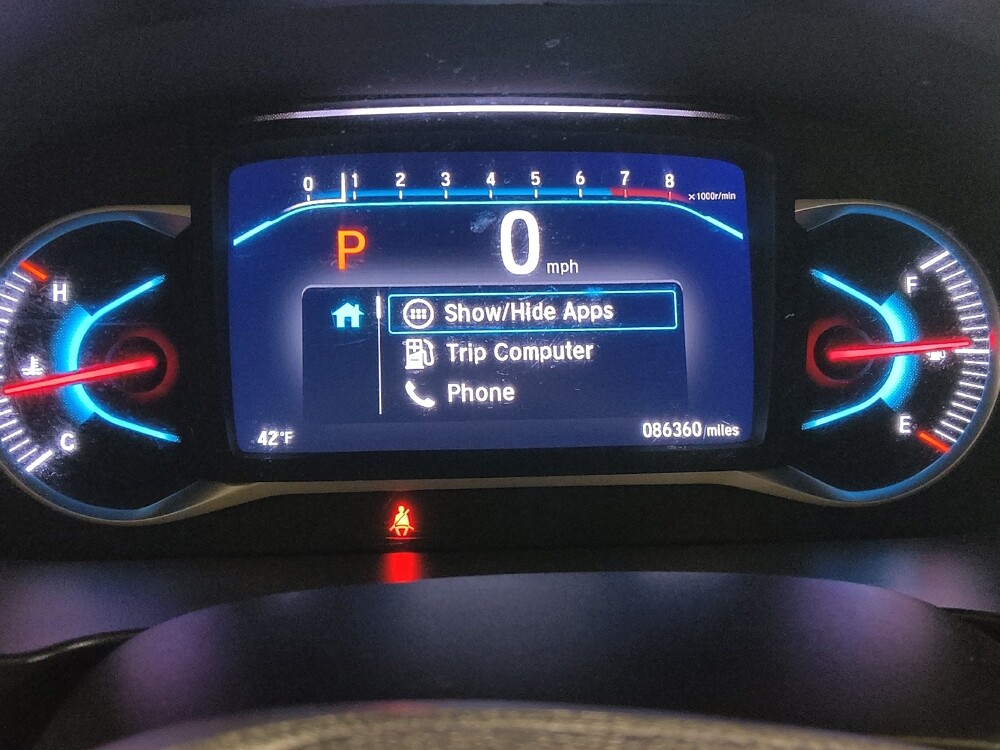 0 1 2 3 4 5 6 7 8 ×1000r/min
P
0 mph
H
F
Show/Hide Apps
Trip Computer
Phone
C
E
42°F
086360/miles